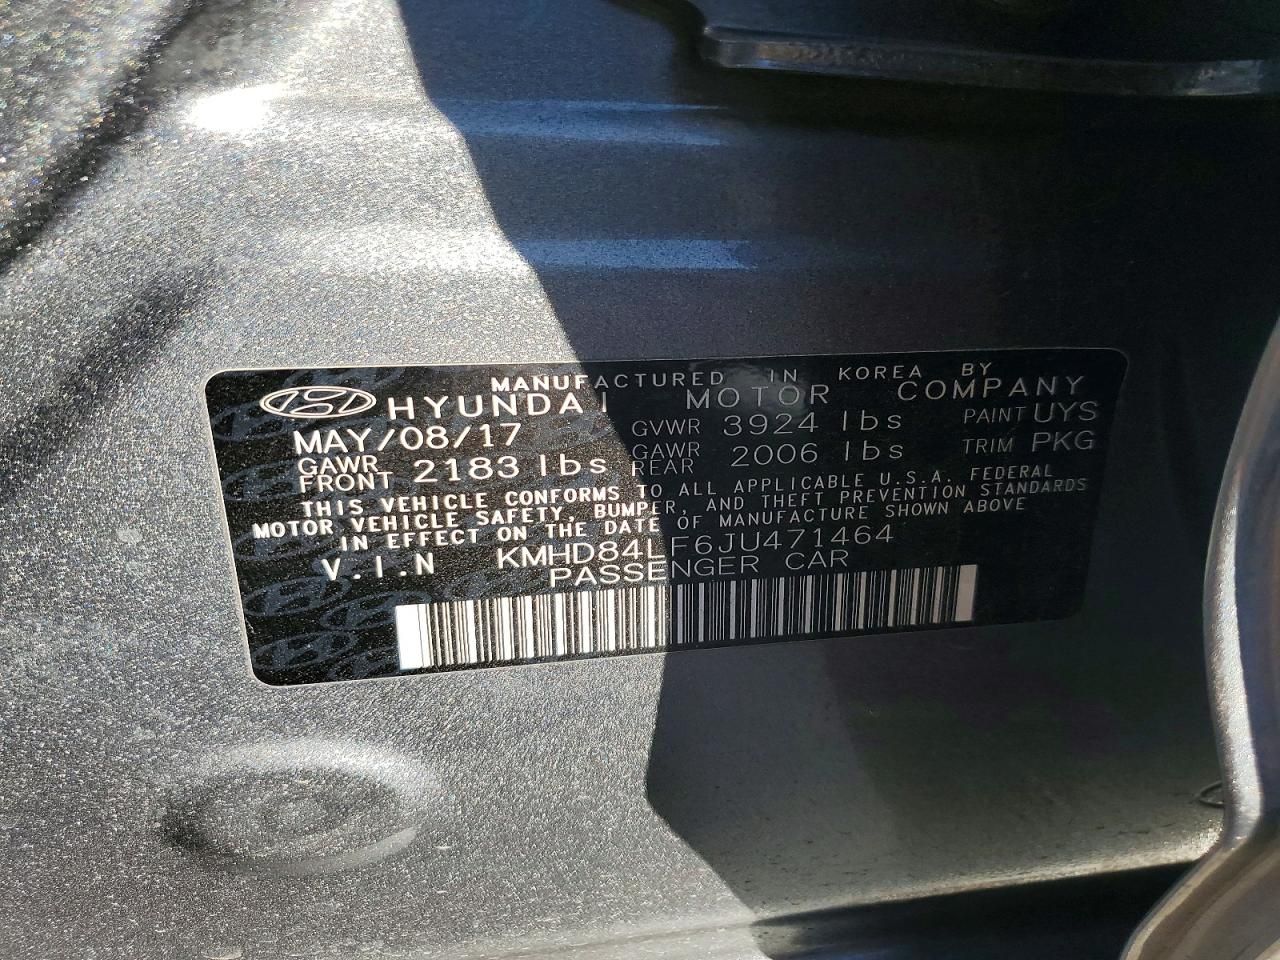 MANUFACTURED IN KOREA BY
HYUNDAI MOTOR COMPANY
MAY/08/17 GVWR 3924 lbs PAINT UYS
GAWR FRONT 2183 lbs GAWR REAR 2006 lbs TRIM PKG
THIS VEHICLE CONFORMS TO ALL APPLICABLE U.S.A. FEDERAL
MOTOR VEHICLE SAFETY, BUMPER, AND THEFT PREVENTION STANDARDS
IN EFFECT ON THE DATE OF MANUFACTURE SHOWN ABOVE
V.I.N KMHD84LF6JU471464
PASSENGER CAR